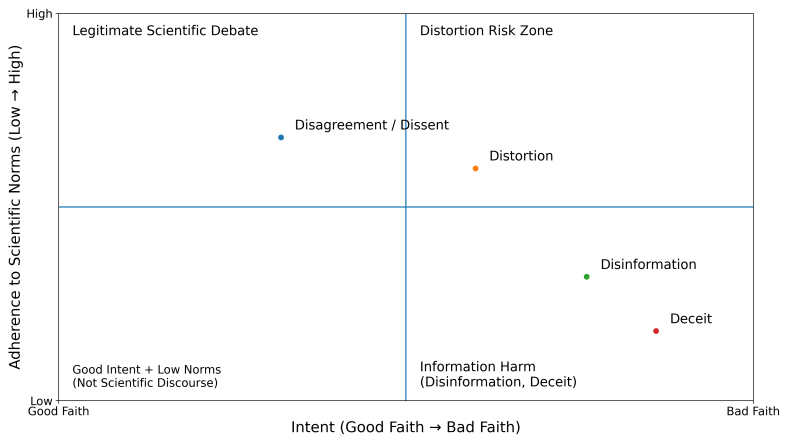 High
Legitimate Scientific Debate
Distortion Risk Zone
Disagreement / Dissent
Distortion
Disinformation
Deceit
Good Intent + Low Norms
(Not Scientific Discourse)
Information Harm
(Disinformation, Deceit)
Low
Good Faith
Bad Faith
Intent (Good Faith → Bad Faith)
Adherence to Scientific Norms (Low → High)